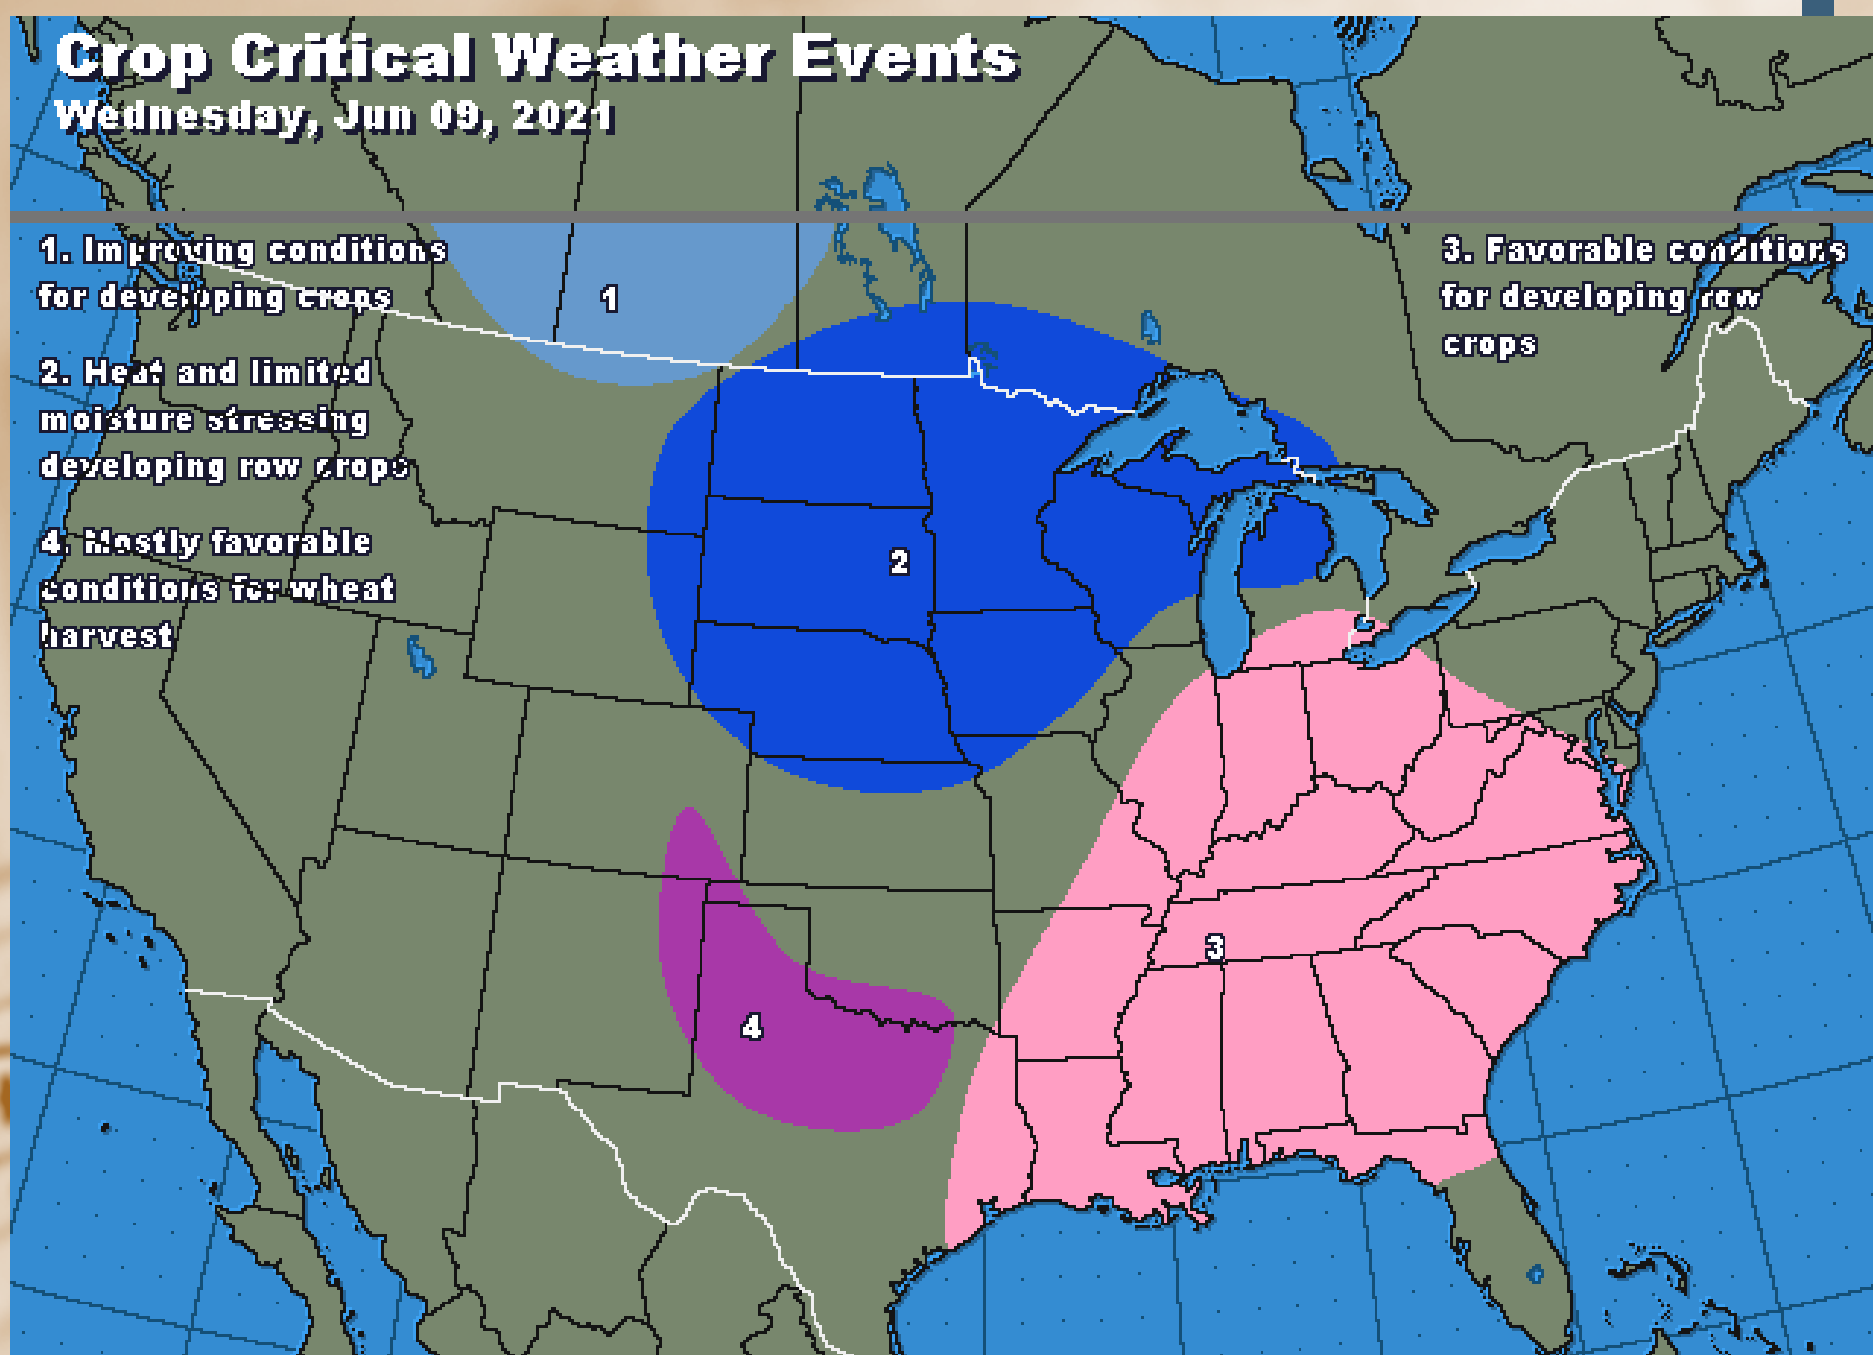 Crop Critical Weather Events
Wednesday, Jun 09, 2021
1. Improving conditions
for developing crops
2. Heat and limited
moisture stressing
developing row crops
4. Mostly favorable
conditions for wheat
harvest
3. Favorable conditions
for developing row
crops
1
2
3
4